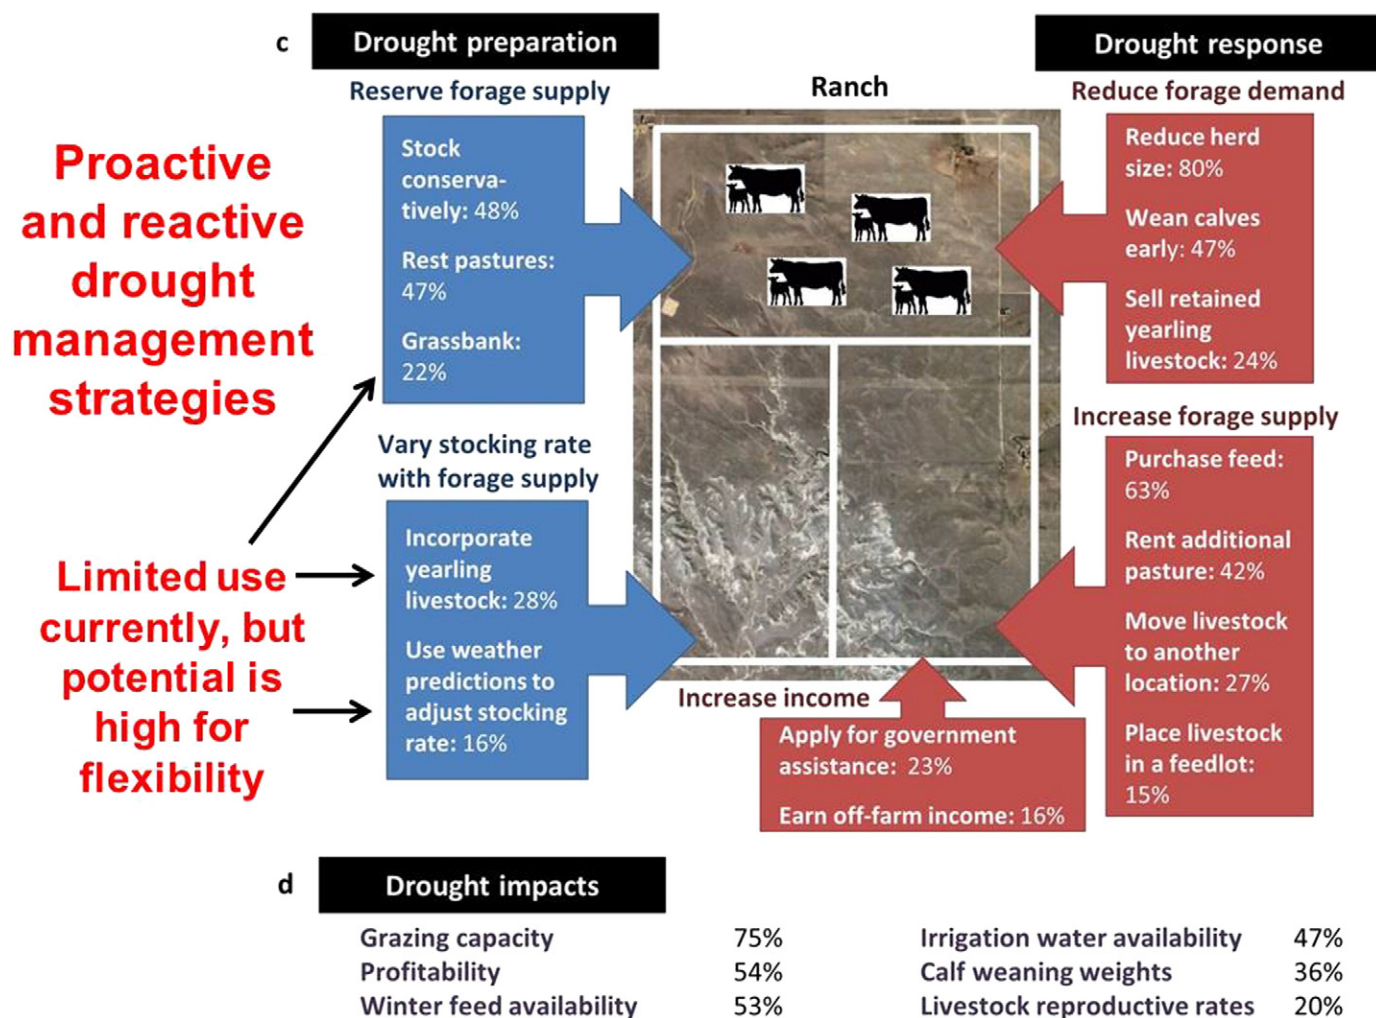 c
Drought preparation
Drought response
Reserve forage supply
Ranch
Reduce forage demand
Proactive
and reactive
drought
management
strategies
Stock
conserva-
tively: 48%
Rest pastures:
47%
Grassbank:
22%
Reduce herd
size: 80%
Wean calves
early: 47%
Sell retained
yearling
livestock: 24%
Vary stocking rate
with forage supply
Increase forage supply
Limited use
currently, but
potential is
high for
flexibility
Incorporate
yearling
livestock: 28%
Use weather
predictions to
adjust stocking
rate: 16%
Purchase feed:
63%
Rent additional
pasture: 42%
Move livestock
to another
location: 27%
Place livestock
in a feedlot:
15%
Increase income
Apply for government
assistance: 23%
Earn off-farm income: 16%
d
Drought impacts
Grazing capacity 75% Irrigation water availability 47%
Profitability 54% Calf weaning weights 36%
Winter feed availability 53% Livestock reproductive rates 20%